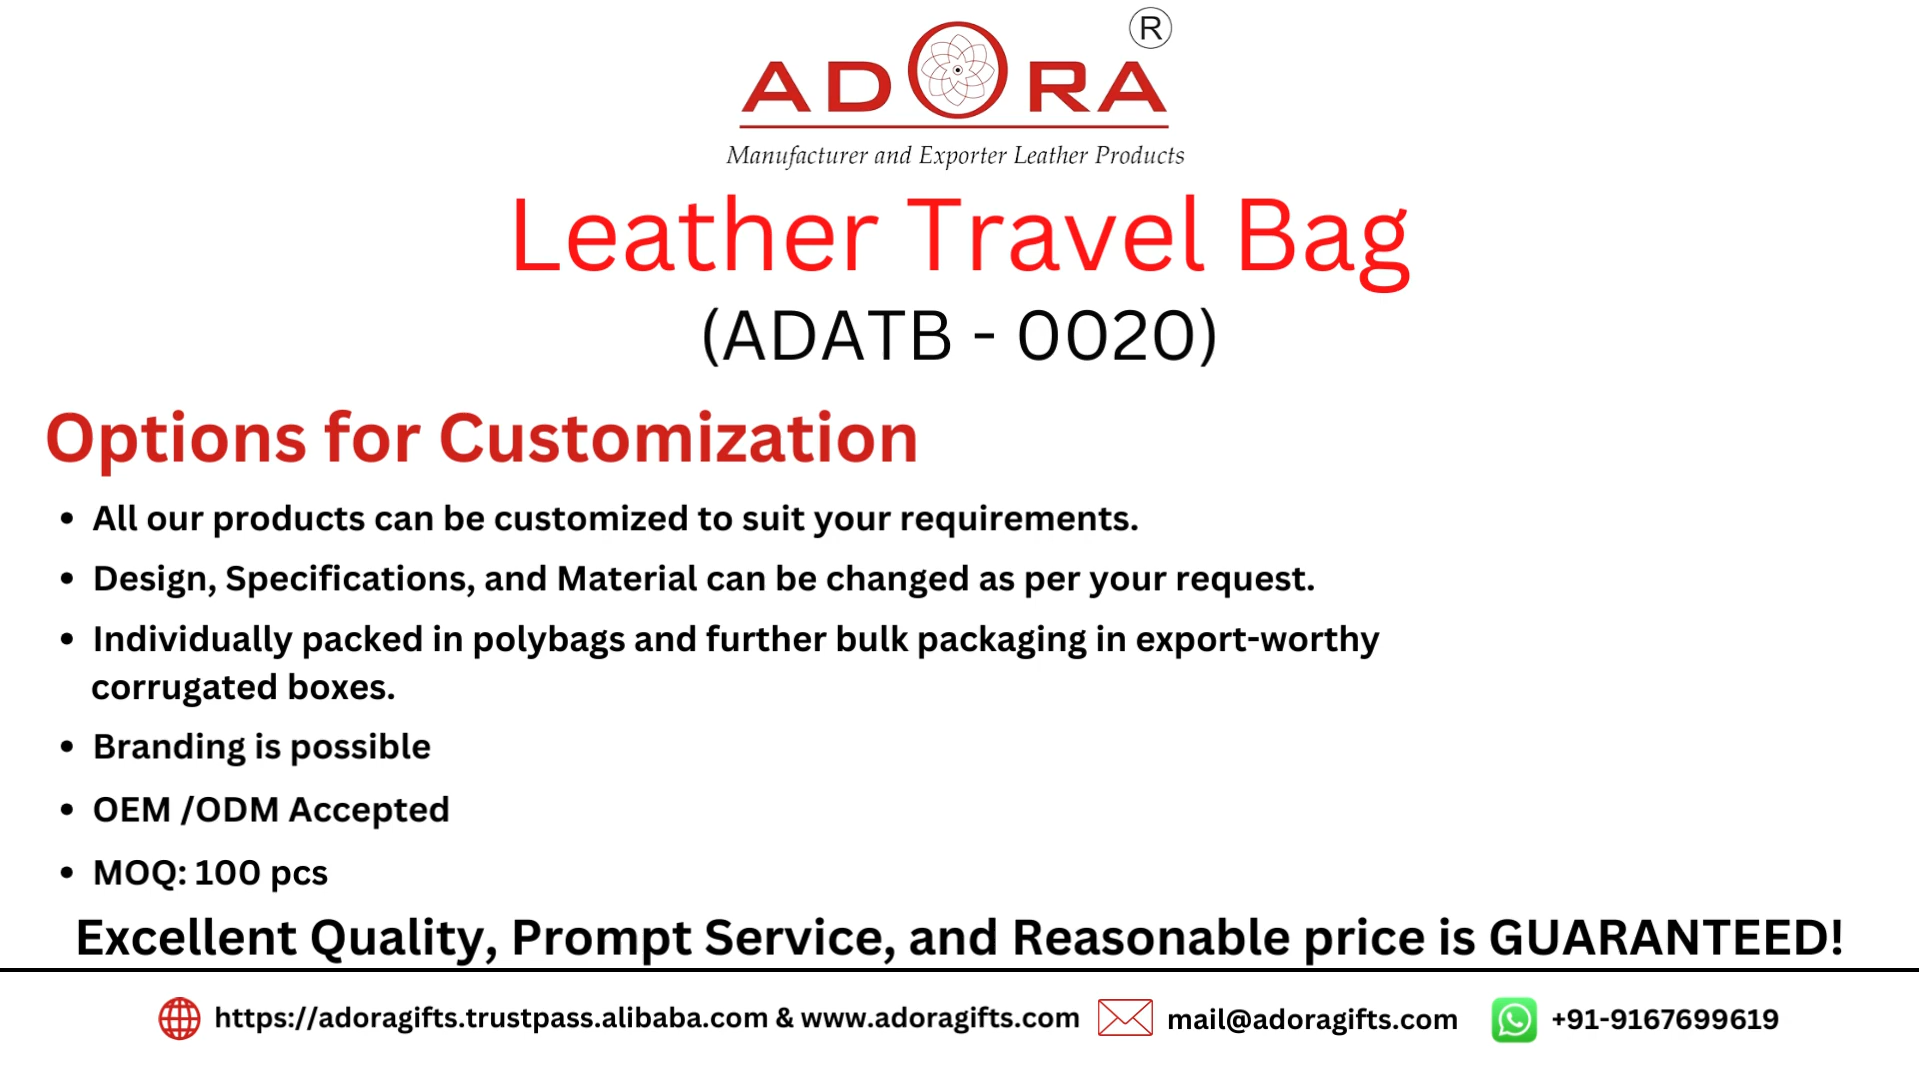 ADORA ®
Manufacturer and Exporter Leather Products
Leather Travel Bag
(ADATB - 0020)
Options for Customization
• All our products can be customized to suit your requirements.
• Design, Specifications, and Material can be changed as per your request.
• Individually packed in polybags and further bulk packaging in export-worthy
corrugated boxes.
• Branding is possible
• OEM /ODM Accepted
• MOQ: 100 pcs
Excellent Quality, Prompt Service, and Reasonable price is GUARANTEED!
https://adoragifts.trustpass.alibaba.com & www.adoragifts.com mail@adoragifts.com +91-9167699619